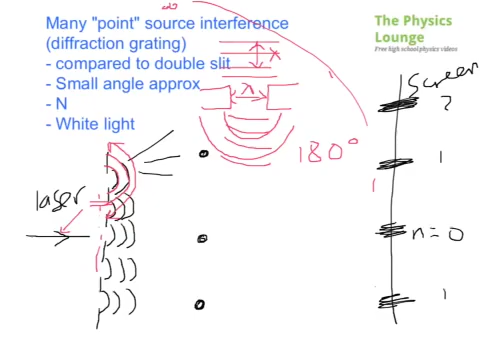 Many "point" source interference
(diffraction grating)
- compared to double slit
- Small angle approx
- N
- White light
The Physics
Lounge
Free high school physics videos
Screen
λ
λ
180°
2
1
1
laser
n=0
1